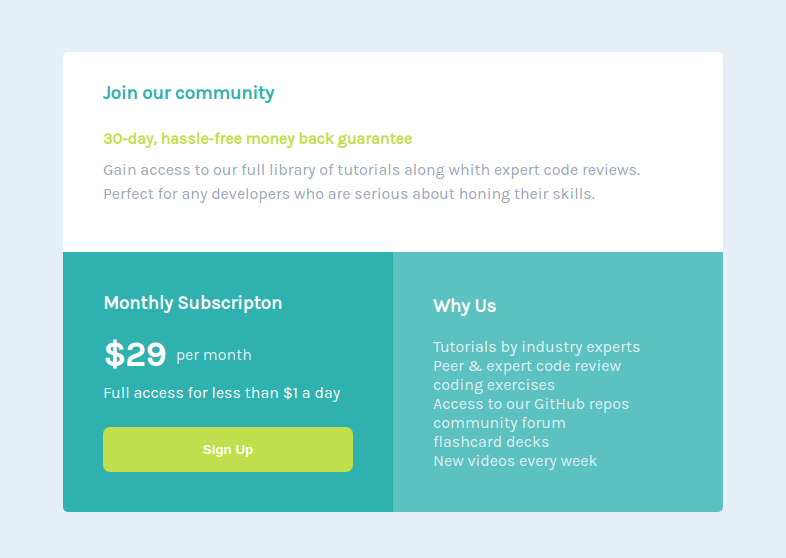 Join our community
30-day, hassle-free money back guarantee
Gain access to our full library of tutorials along whith expert code reviews.
Perfect for any developers who are serious about honing their skills.
Monthly Subscripton
$29 per month
Full access for less than $1 a day
Sign Up
Why Us
Tutorials by industry experts
Peer & expert code review
coding exercises
Access to our GitHub repos
community forum
flashcard decks
New videos every week